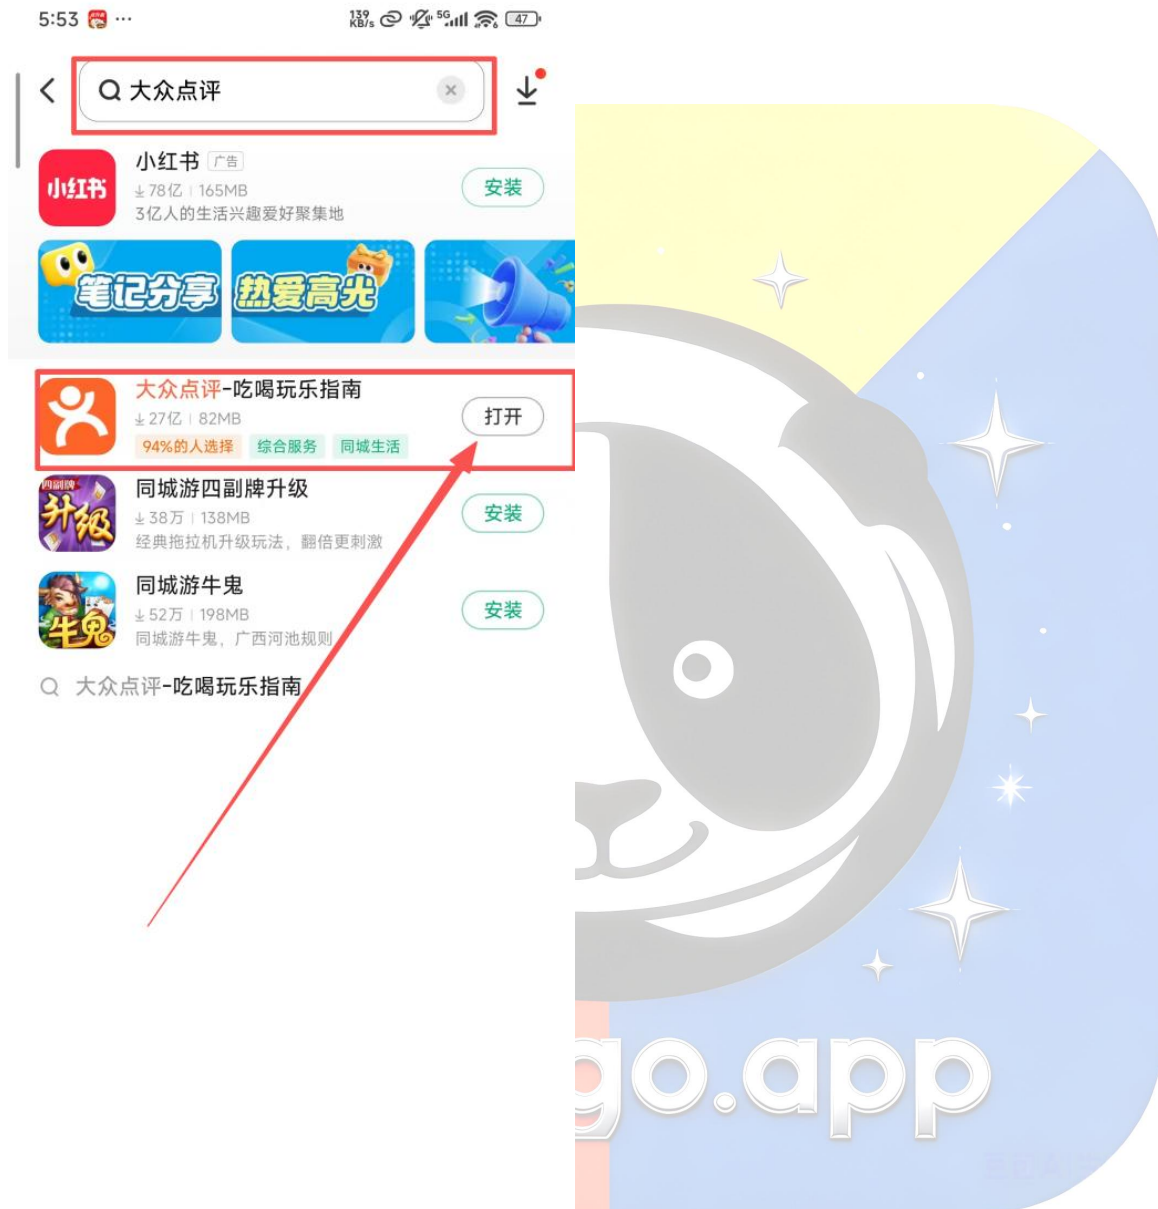 5:53 ... 139 KB/s 5G 6 47
大众点评
小红书 广告
小红书
78亿 | 165MB
安装
3亿人的生活兴趣爱好聚集地
笔记分享 热爱高光
大众点评-吃喝玩乐指南
27亿 | 82MB
打开
94%的人选择 综合服务 同城生活
四副牌
升级
同城游四副牌升级
38万 | 138MB
安装
经典拖拉机升级玩法，翻倍更刺激
牛鬼
同城游牛鬼
52万 | 198MB
安装
同城游牛鬼，广西河池规则
大众点评-吃喝玩乐指南
go.app